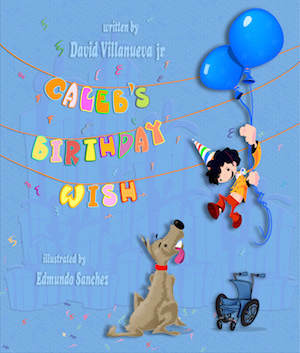 written by
David Villanueva jr
CALEB'S
BIRTHDAY
WISH
illustrated by
Edmundo Sanchez